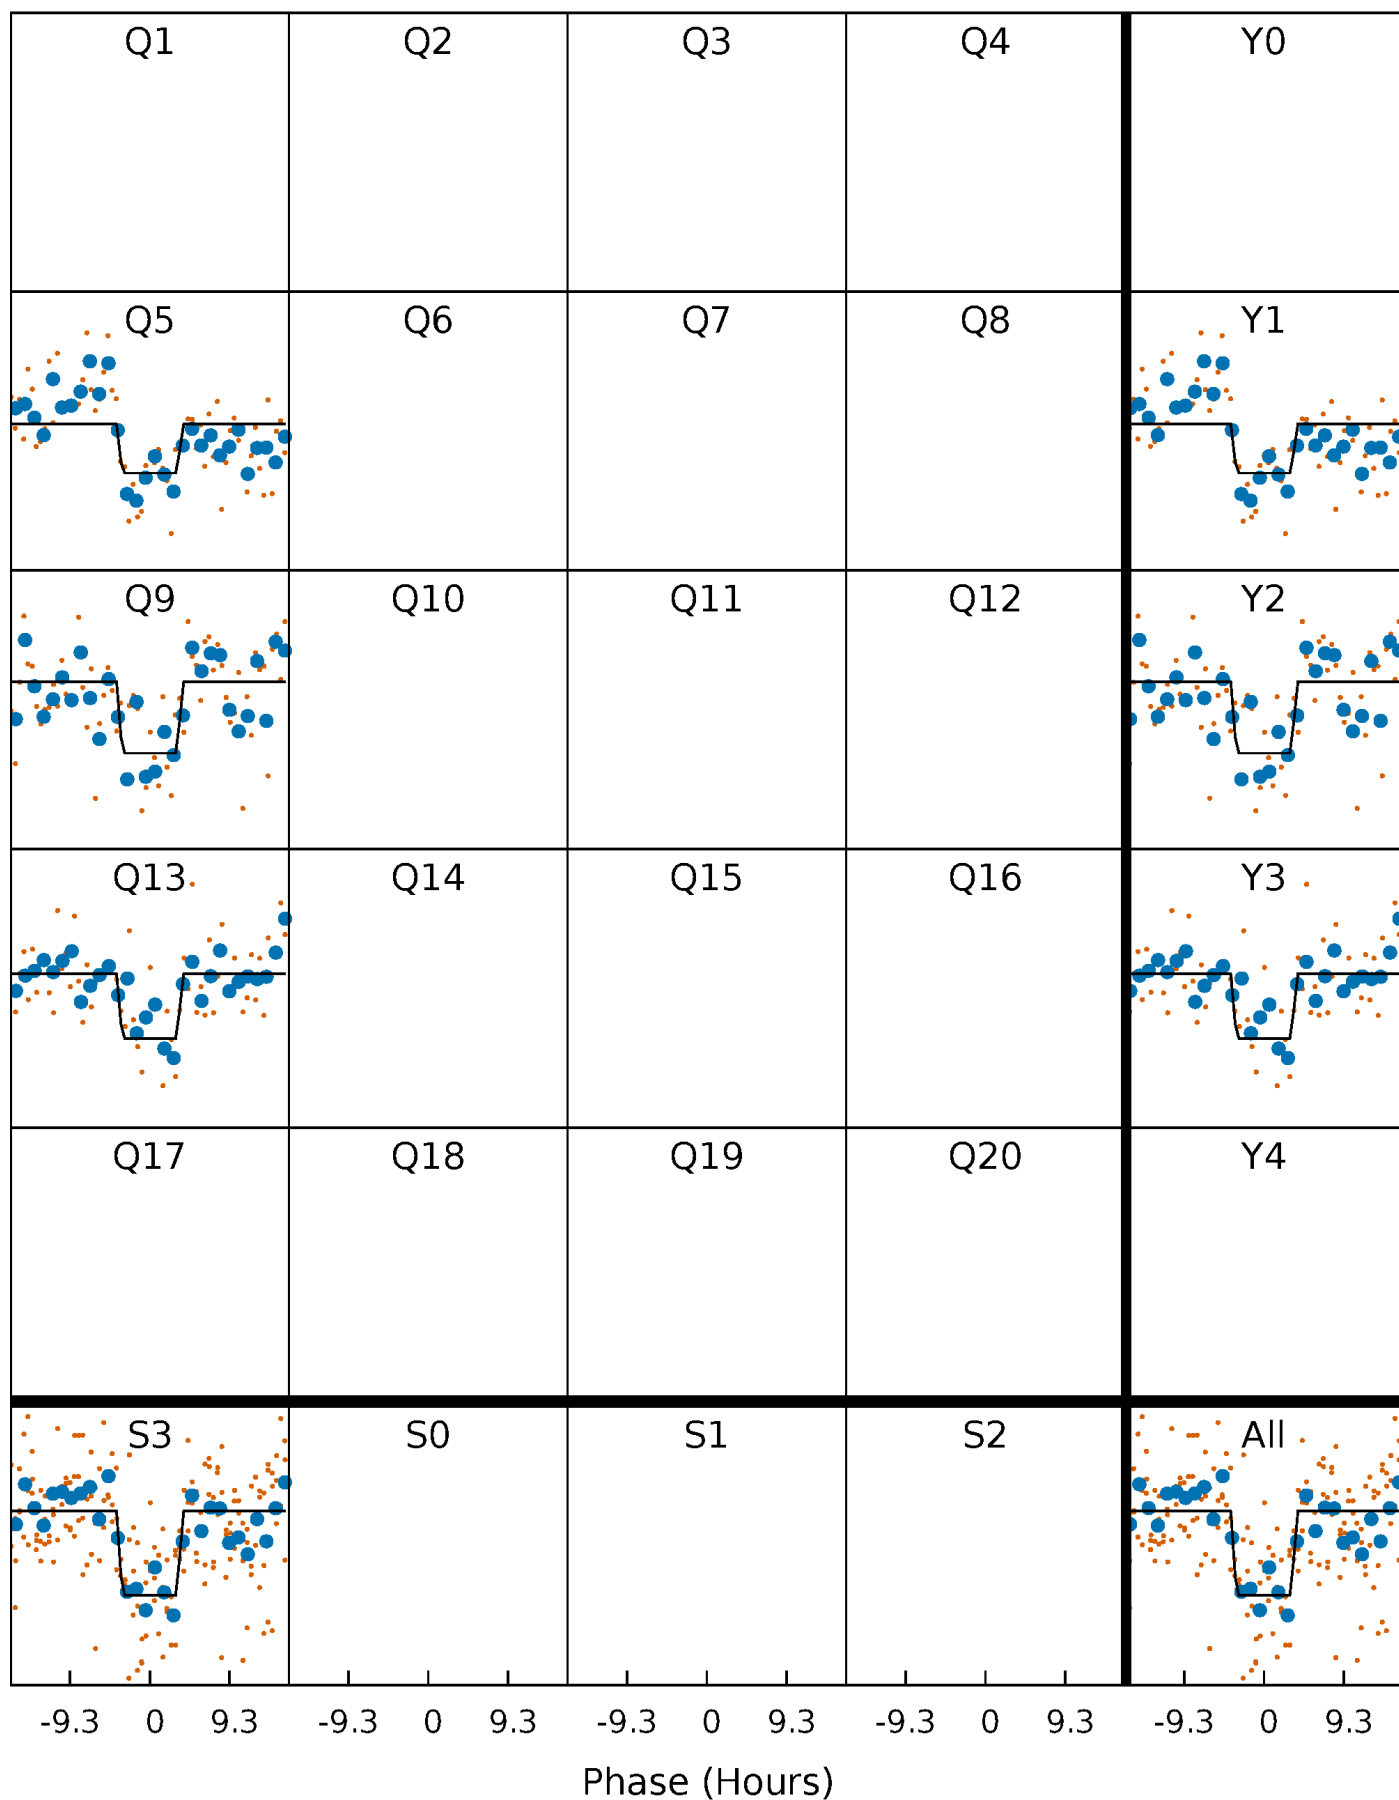 Q1 Q2 Q3 Q4 Y0
Q5 Q6 Q7 Q8 Y1
Q9 Q10 Q11 Q12 Y2
Q13 Q14 Q15 Q16 Y3
Q17 Q18 Q19 Q20 Y4
S3 S0 S1 S2 All
-9.3 0 9.3 -9.3 0 9.3 -9.3 0 9.3 -9.3 0 9.3 -9.3 0 9.3
Phase (Hours)